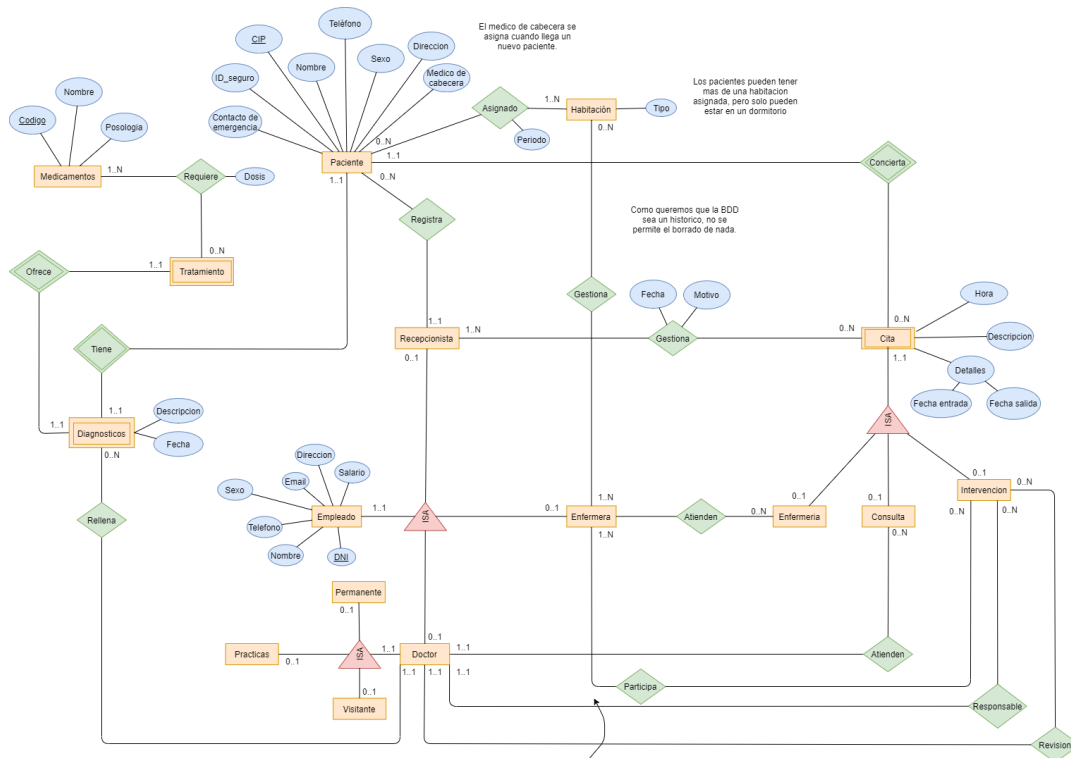 Teléfono
CIP
Nombre
Sexo
Direccion
Medico de
cabecera
ID_seguro
Contacto de
emergencia
El medico de cabecera se
asigna cuando llega un
nuevo paciente.
Los pacientes pueden tener
mas de una habitacion
asignada, pero solo pueden
estar en un dormitorio
Nombre
Codigo
Posologia
Medicamentos
1..N
Requiere
Dosis
0..N
Asignado
1..N
Habitación
Tipo
Periodo
0..N
0..N
Paciente
1..1
1..1
0..N
Concierta
Registra
Como queremos que la BDD
sea un historico, no se
permite el borrado de nada.
Ofrece
1..1
Tratamiento
Gestiona
Fecha
Motivo
Hora
Tiene
1..1
Recepcionista
1..N
0..1
Gestiona
0..N
0..N
Cita
1..1
Descripcion
Detalles
Fecha entrada
Fecha salida
1..1
Descripcion
Fecha
1..1
Diagnosticos
0..N
ISA
Rellena
Direccion
Email
Salario
Sexo
Telefono
Nombre
DNI
Empleado
1..1
ISA
0..1
1..N
Enfermera
1..N
Atienden
0..N
0..1
Enfermeria
0..1
Consulta
0..N
0..1
Intervencion
0..N
0..N
0..N
Permanente
0..1
Practicas
0..1
ISA
1..1
0..1
Doctor
1..1
1..1
1..1
1..1
0..1
Visitante
Atienden
Participa
Responsable
Revision